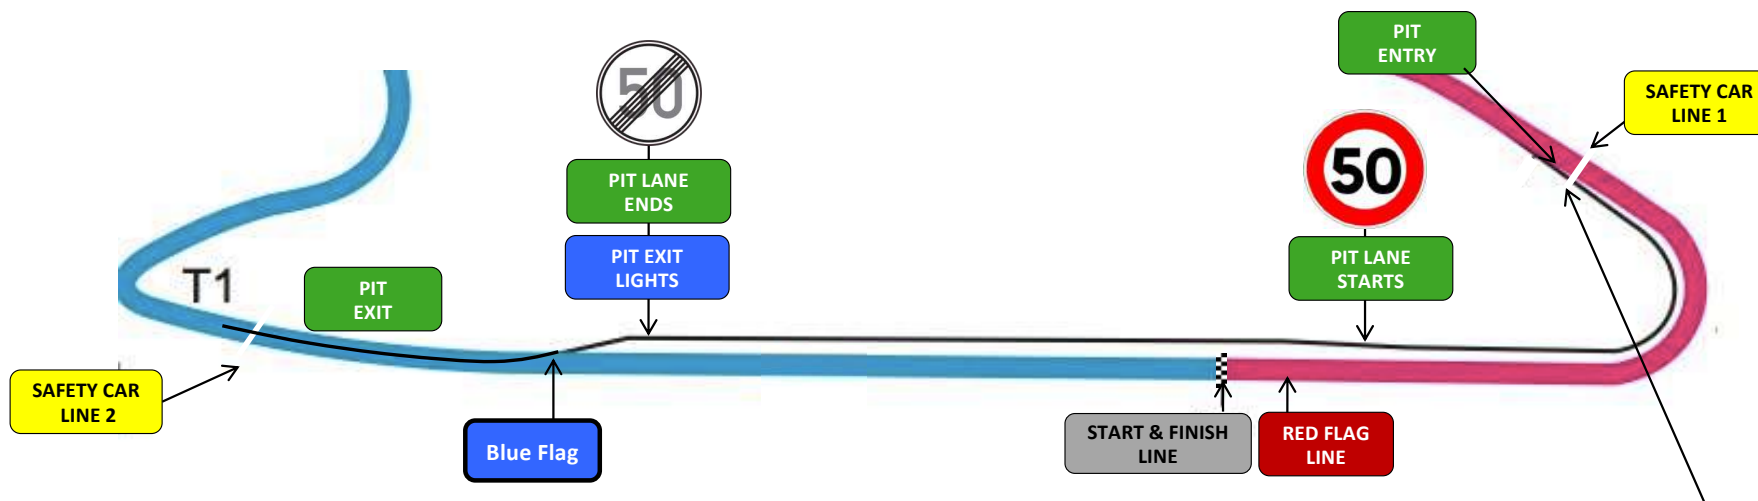 PIT
ENTRY
SAFETY CAR
LINE 1
50
50
PIT LANE
ENDS
PIT EXIT
LIGHTS
PIT LANE
STARTS
T1
PIT
EXIT
SAFETY CAR
LINE 2
Blue Flag
START & FINISH
LINE
RED FLAG
LINE